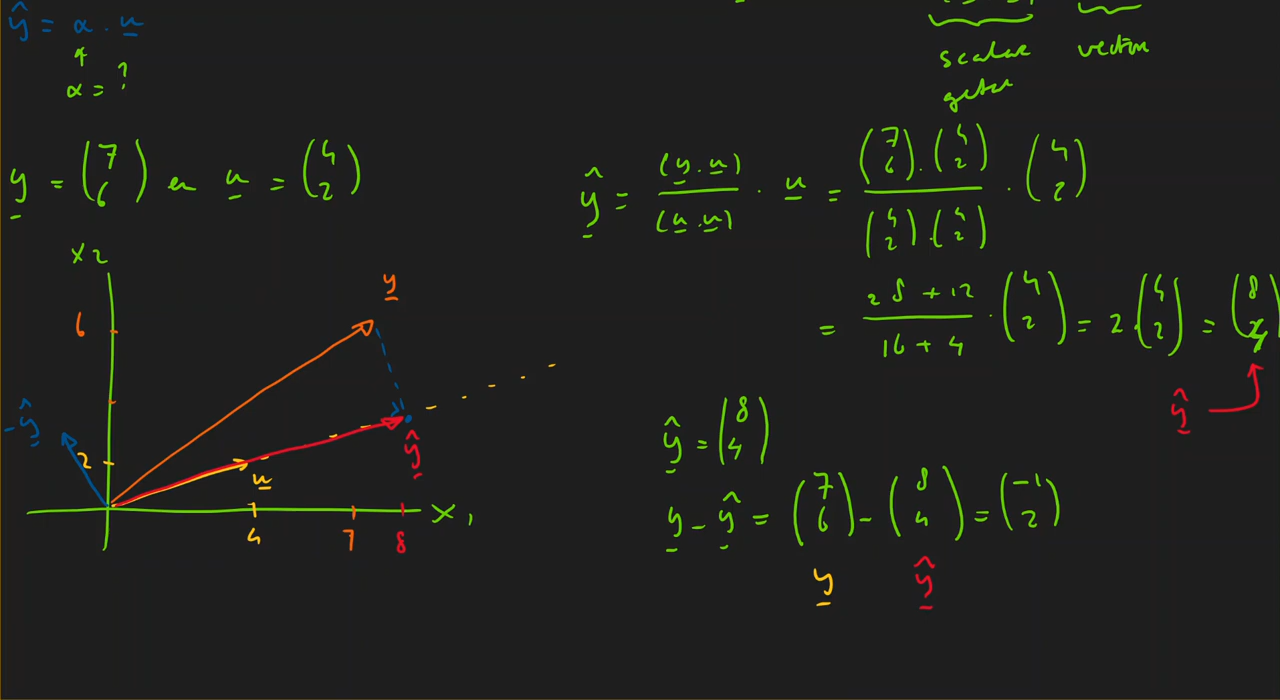 ŷ = α . u
α = ?
scalar vector
getal
y = (7 6) en u = (4 2)
ŷ = (y . u) / (u . u) . u = (7 6) . (4 2) / (4 2) . (4 2) . (4 2)
= 28 + 12 / 16 + 4 . (4 2) = 2 . (4 2) = (8 4)
ŷ
x2
y
6
2
- ŷ
u
ŷ
4 7 8
x1
ŷ = (8 4)
y - ŷ = (7 6) - (8 4) = (-1 2)
y ŷ